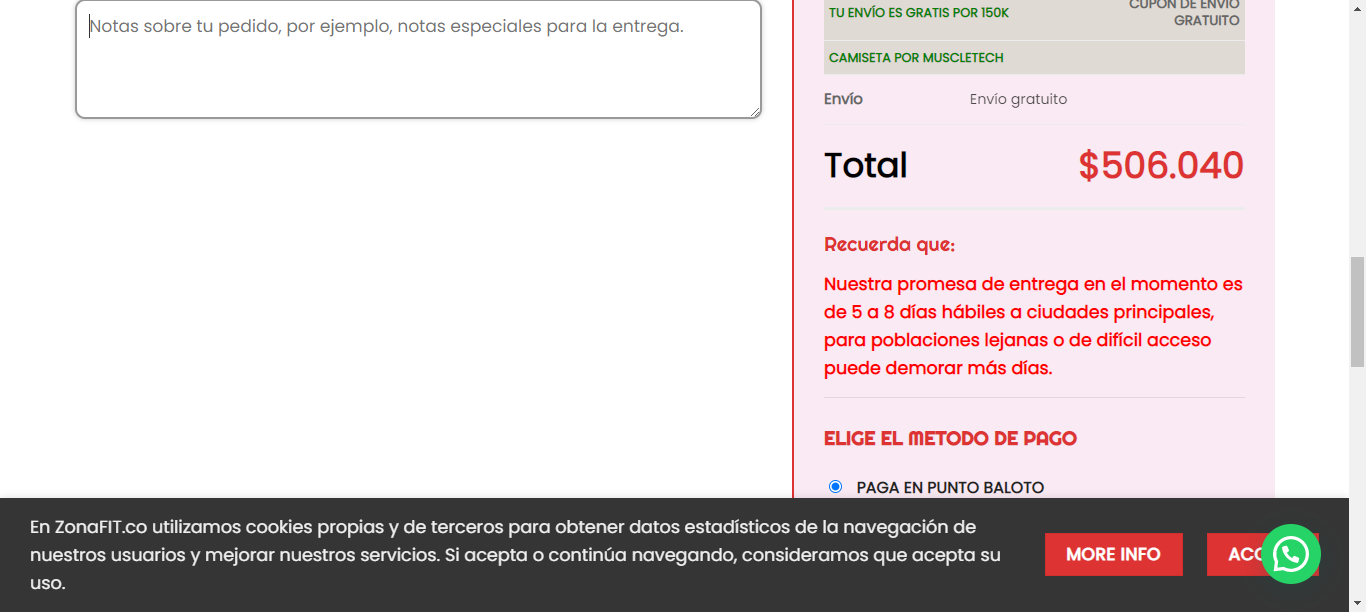 Notas sobre tu pedido, por ejemplo, notas especiales para la entrega.
TU ENVÍO ES GRATIS POR 150K
CUPÓN DE ENVÍO
GRATUITO
CAMISETA POR MUSCLETECH
Envío
Envío gratuito
Total
$506.040
Recuerda que:
Nuestra promesa de entrega en el momento es
de 5 a 8 días hábiles a ciudades principales,
para poblaciones lejanas o de difícil acceso
puede demorar más días.
ELIGE EL METODO DE PAGO
PAGA EN PUNTO BALOTO
En ZonaFIT.co utilizamos cookies propias y de terceros para obtener datos estadísticos de la navegación de
nuestros usuarios y mejorar nuestros servicios. Si acepta o continúa navegando, consideramos que acepta su
uso.
MORE INFO